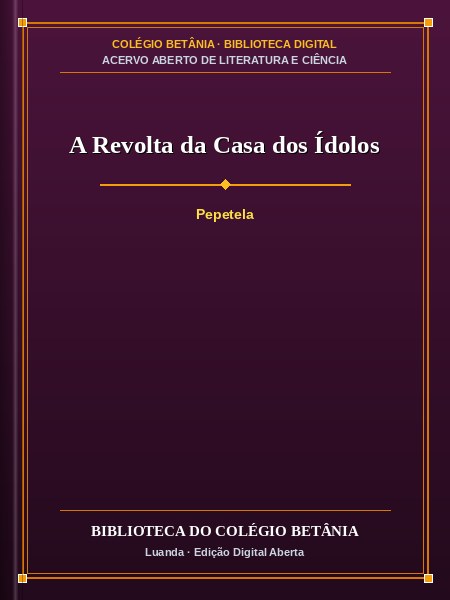 COLÉGIO BETÂNIA · BIBLIOTECA DIGITAL
ACERVO ABERTO DE LITERATURA E CIÊNCIA
A Revolta da Casa dos Ídolos
Pepetela
BIBLIOTECA DO COLÉGIO BETÂNIA
Luanda · Edição Digital Aberta